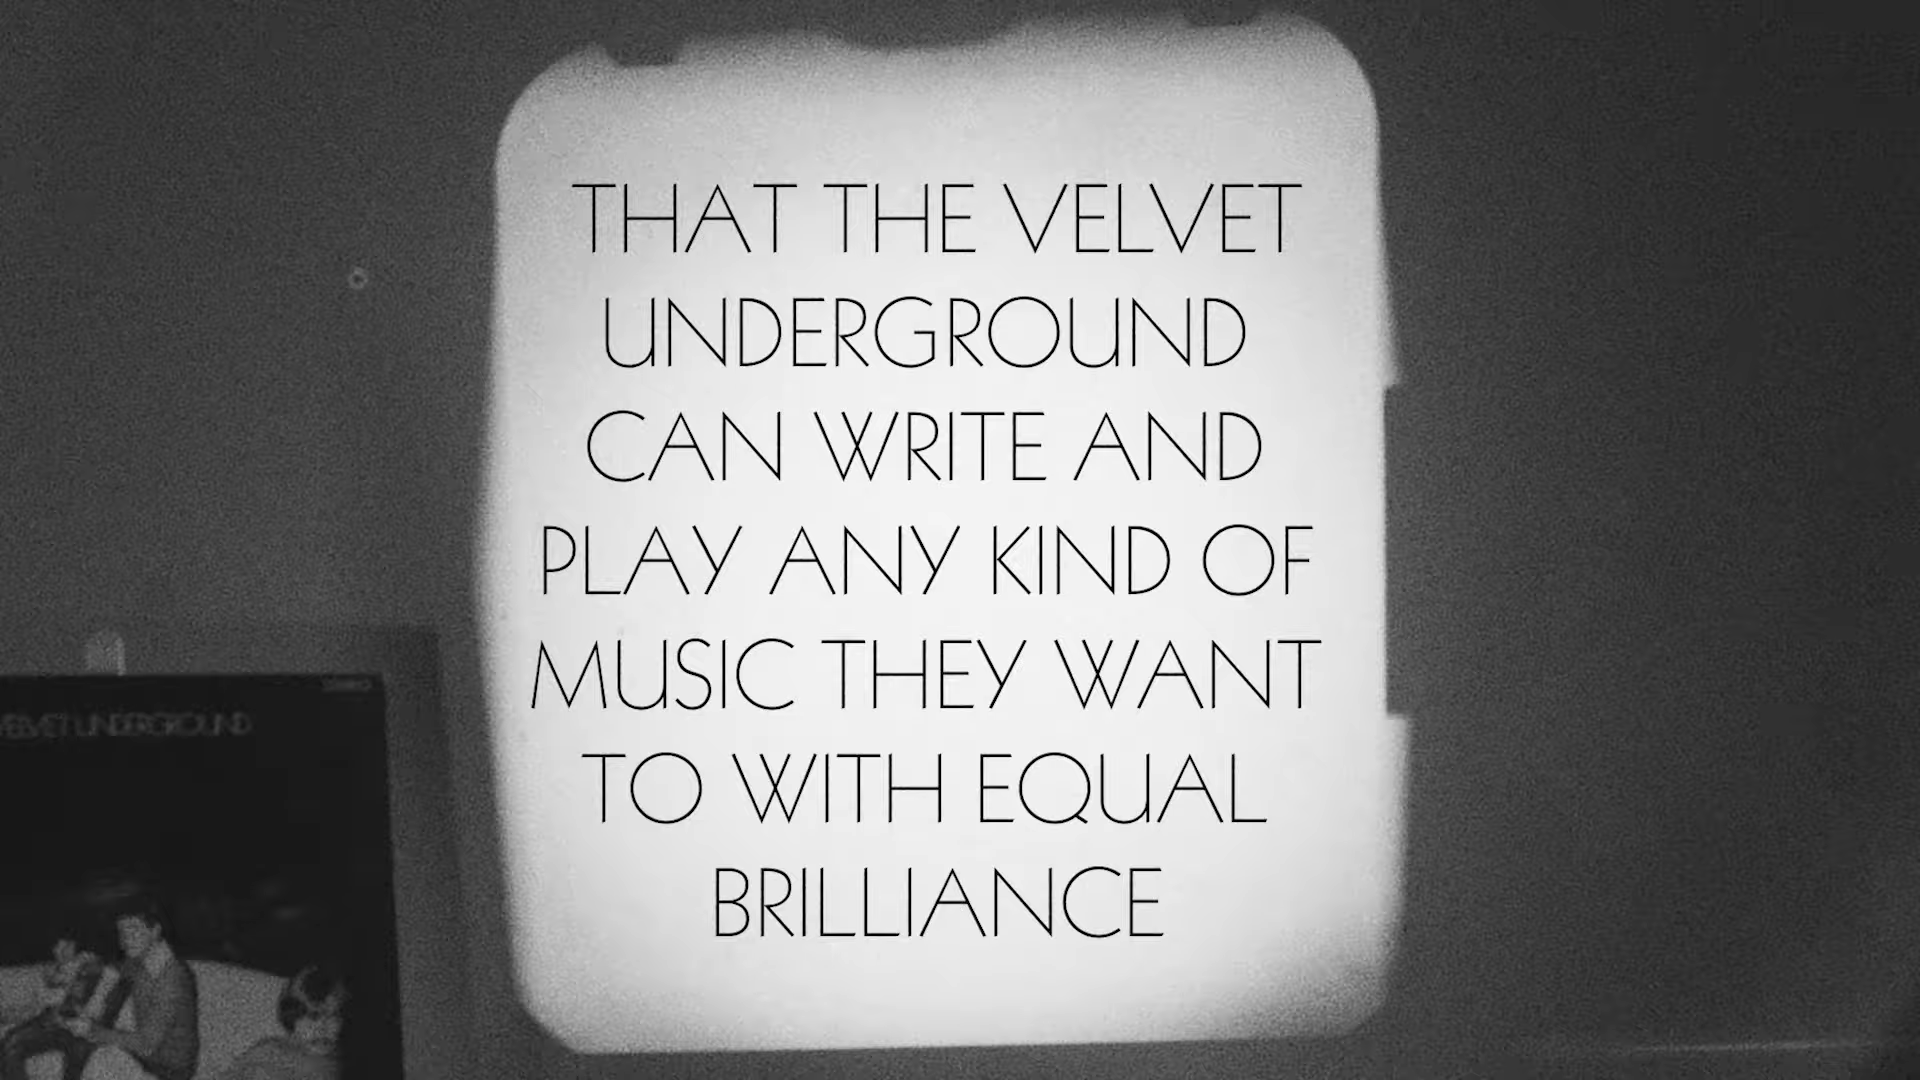 THAT THE VELVET
UNDERGROUND
CAN WRITE AND
PLAY ANY KIND OF
MUSIC THEY WANT
TO WITH EQUAL
BRILLIANCE
VELVET UNDERGROUND